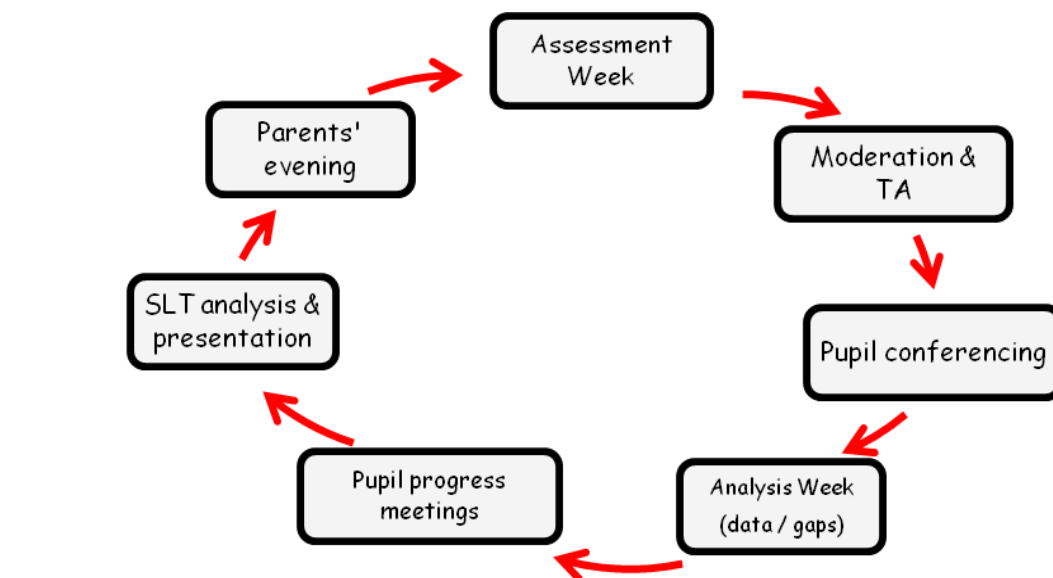 Assessment
Week
Moderation &
TA
Pupil conferencing
Analysis Week
(data / gaps)
Pupil progress
meetings
SLT analysis &
presentation
Parents'
evening